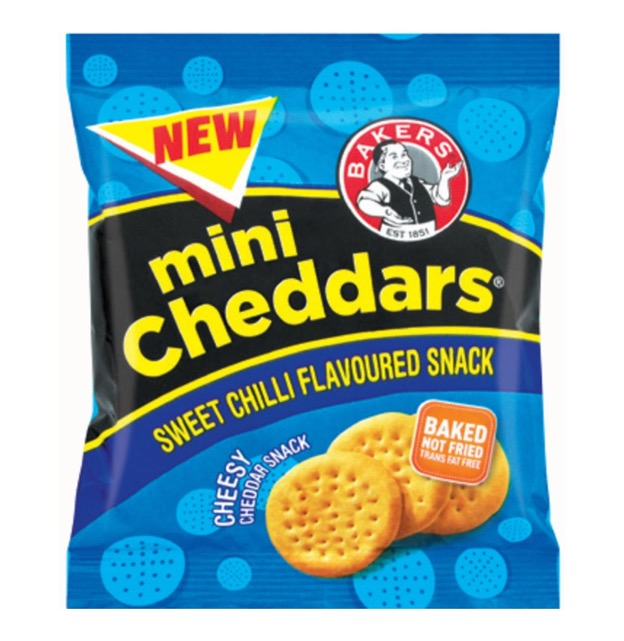 NEW
BAKERS
EST 1851
mini
Cheddars®
SWEET CHILLI FLAVOURED SNACK
CHEESY
CHEDDAR SNACK
BAKED
NOT FRIED
TRANS FAT FREE